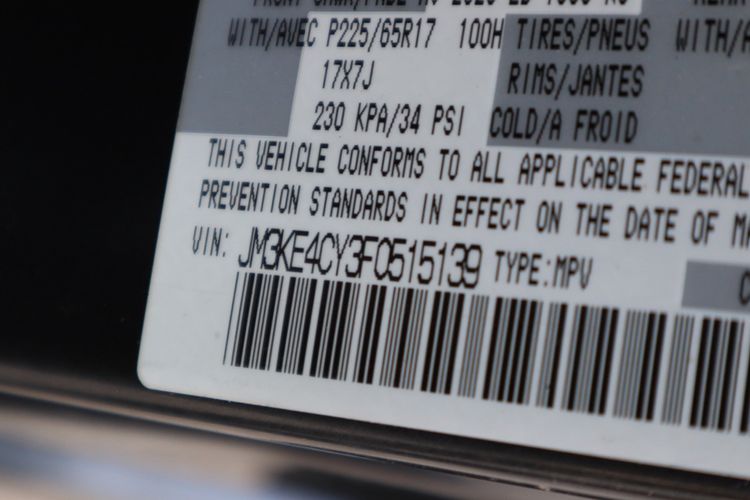 WITH/AVEC P225/65R17 100H TIRES/PNEUS WITH/A
17X7J RIMS/JANTES
230 KPA/34 PSI COLD/A FROID
THIS VEHICLE CONFORMS TO ALL APPLICABLE FEDERAL
PREVENTION STANDARDS IN EFFECT ON THE DATE OF M
VIN: JM3KE4CY3F0515139 TYPE:MPV